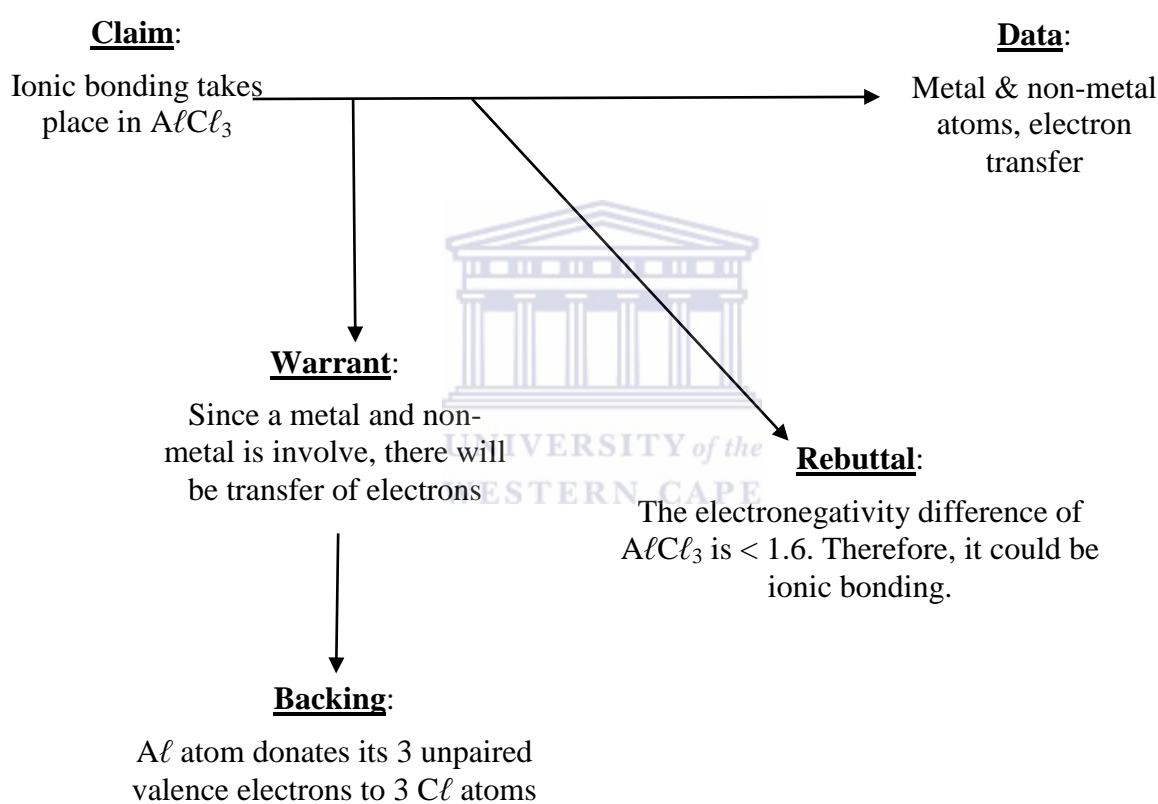 Claim:
Ionic bonding takes
place in AℓCℓ₃
Data:
Metal & non-metal
atoms, electron
transfer
Warrant:
Since a metal and non-
metal is involve, there will
be transfer of electrons
UNIVERSITY of the
WESTERN CAPE
Rebuttal:
The electronegativity difference of
AℓCℓ₃ is < 1.6. Therefore, it could be
ionic bonding.
Backing:
Aℓ atom donates its 3 unpaired
valence electrons to 3 Cℓ atoms